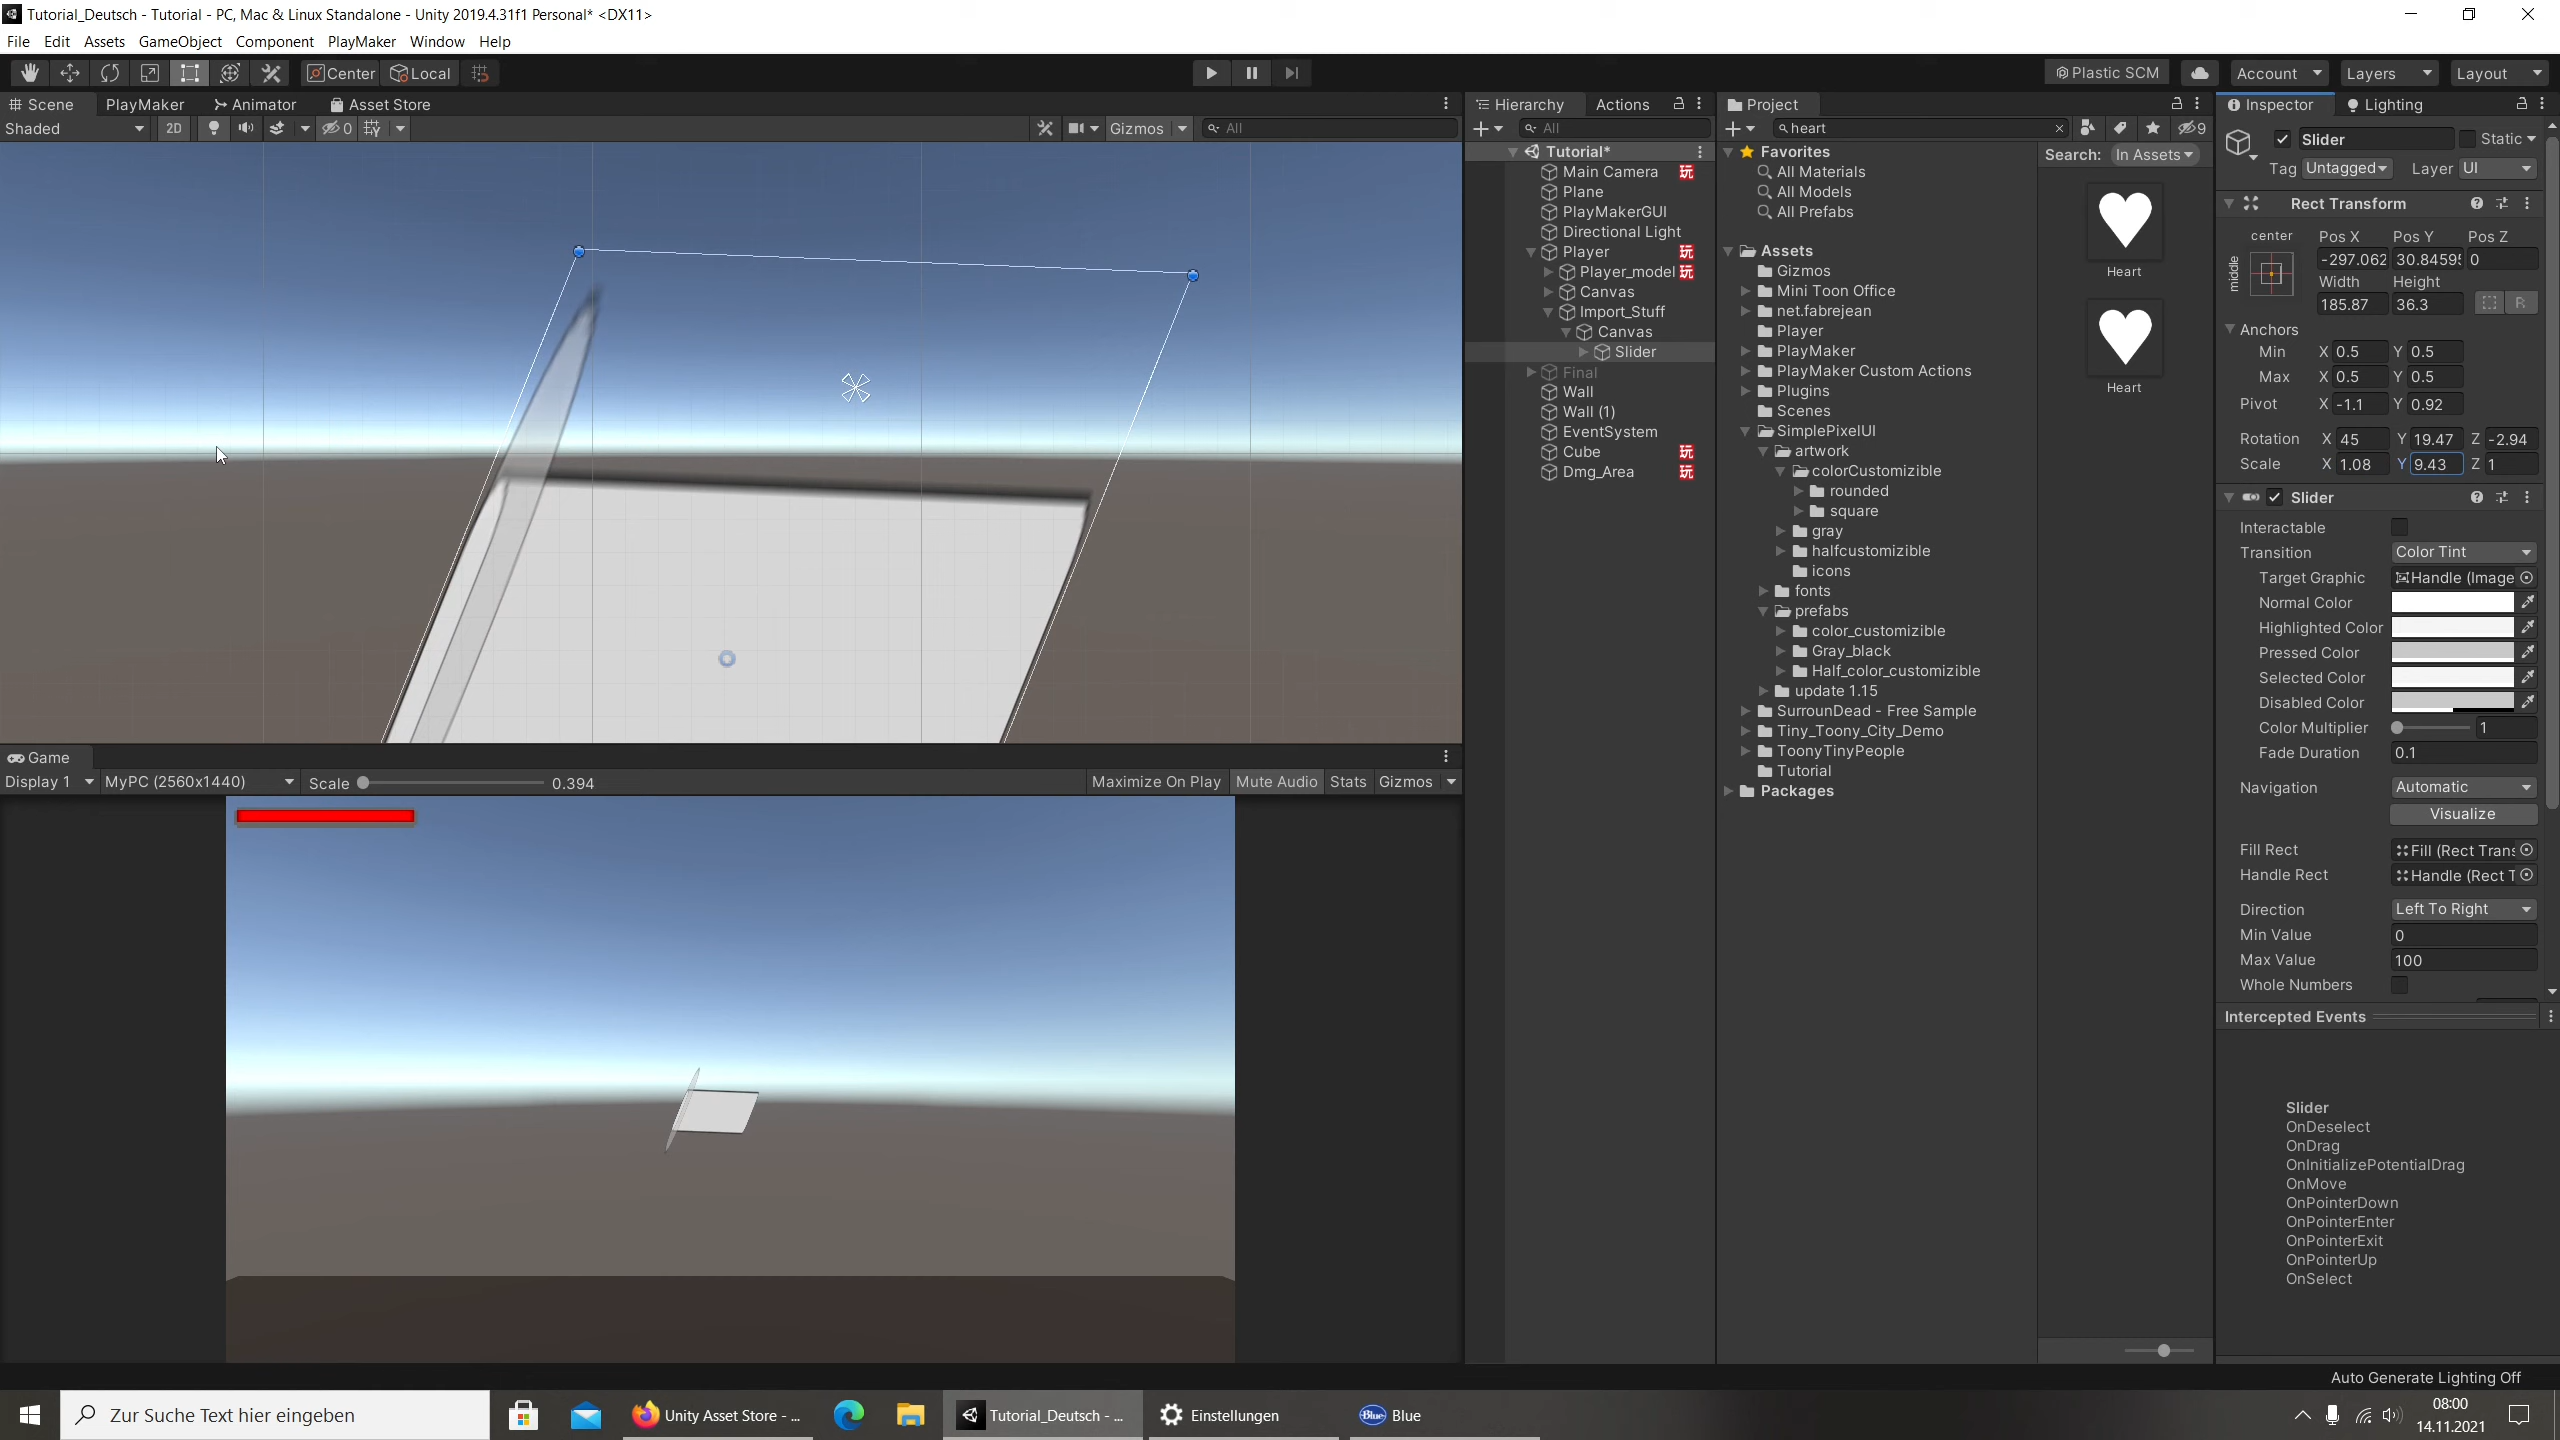 Tutorial_Deutsch - Tutorial - PC, Mac & Linux Standalone - Unity 2019.4.31f1 Personal* <DX11>
File Edit Assets GameObject Component PlayMaker Window Help
Center Local Plastic SCM Account Layers Layout
Scene PlayMaker Animator Asset Store
Shaded 2D 0 Gizmos All
Hierarchy Actions
All
Tutorial*
Main Camera 玩
Plane
PlayMakerGUI
Directional Light
Player 玩
Player_model 玩
Canvas
Import_Stuff
Canvas
Slider
Final
Wall
Wall (1)
EventSystem
Cube 玩
Dmg_Area 玩
Project
heart 9
Favorites
All Materials
All Models
All Prefabs
Assets
Gizmos
Mini Toon Office
net.fabrejean
Player
PlayMaker
PlayMaker Custom Actions
Plugins
Scenes
SimplePixelUI
artwork
colorCustomizible
rounded
square
gray
halfcustomizible
icons
fonts
prefabs
color_customizible
Gray_black
Half_color_customizible
update 1.15
SurrounDead - Free Sample
Tiny_Toony_City_Demo
ToonyTinyPeople
Tutorial
Packages
Search: In Assets
Heart
Heart
Inspector Lighting
Slider Static
Tag Untagged Layer UI
Rect Transform
center Pos X Pos Y Pos Z
middle -297.062 30.84595 0
Width Height
185.87 36.3 R
Anchors
Min X 0.5 Y 0.5
Max X 0.5 Y 0.5
Pivot X -1.1 Y 0.92
Rotation X 45 Y 19.47 Z -2.94
Scale X 1.08 Y 9.43 Z 1
Slider
Interactable
Transition Color Tint
Target Graphic Handle (Image
Normal Color
Highlighted Color
Pressed Color
Selected Color
Disabled Color
Color Multiplier 1
Fade Duration 0.1
Navigation Automatic
Visualize
Fill Rect Fill (Rect Trans
Handle Rect Handle (Rect T
Direction Left To Right
Min Value 0
Max Value 100
Whole Numbers
Intercepted Events
Slider
OnDeselect
OnDrag
OnInitializePotentialDrag
OnMove
OnPointerDown
OnPointerEnter
OnPointerExit
OnPointerUp
OnSelect
Game
Display 1 MyPC (2560x1440) Scale 0.394 Maximize On Play Mute Audio Stats Gizmos
Auto Generate Lighting Off
Zur Suche Text hier eingeben Unity Asset Store - ... Tutorial_Deutsch - ... Einstellungen Blue Blue
08:00
14.11.2021